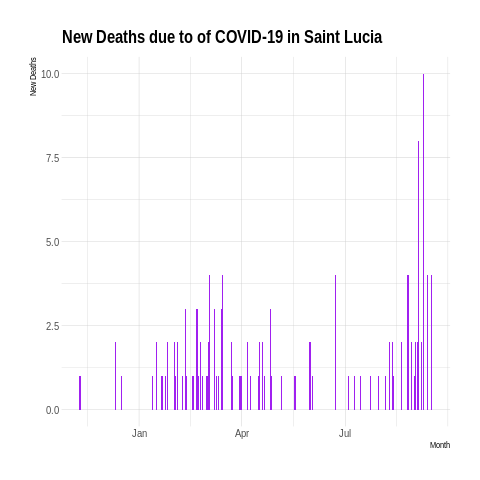 New Deaths due to of COVID-19 in Saint Lucia
New Deaths
10.0
7.5
5.0
2.5
0.0
Jan Apr Jul
Month